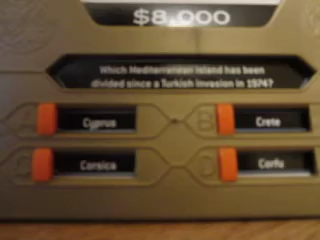 $8,000
Which Mediterranean island has been
divided since a Turkish invasion in 1974?
A Cyprus
B Crete
C Corsica
D Corfu